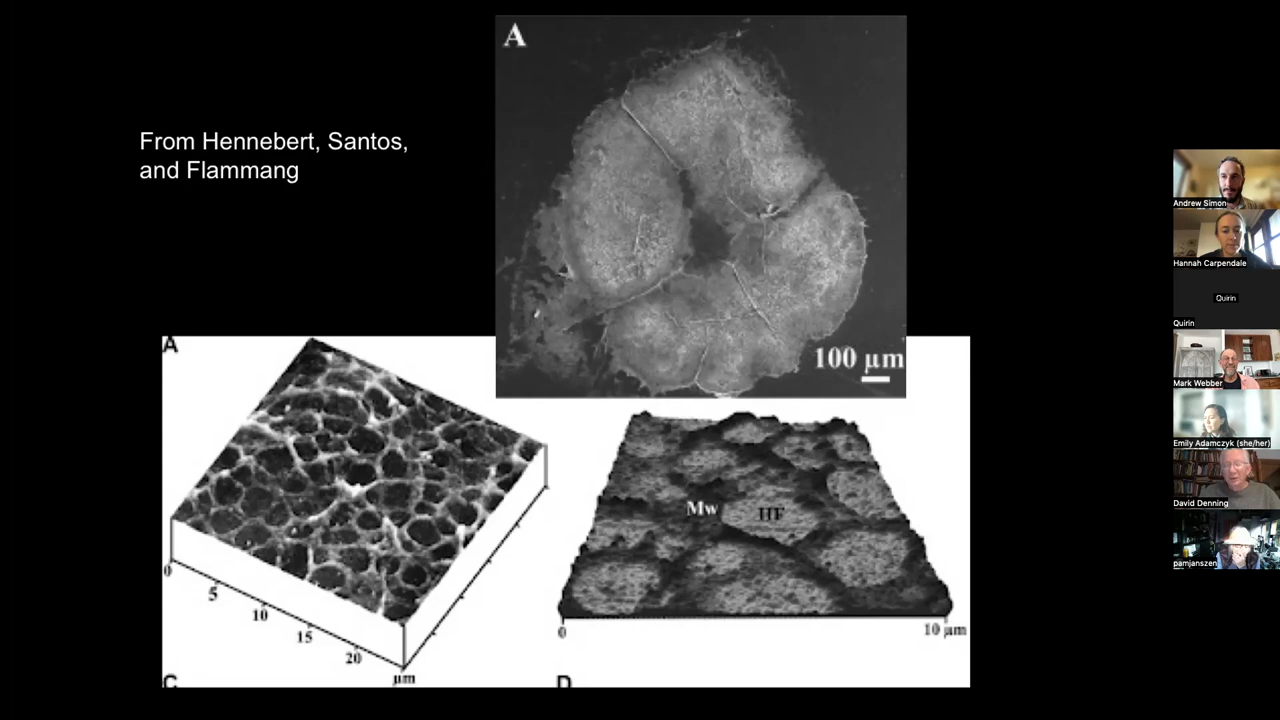 From Hennebert, Santos,
and Flammang
A
100 µm
A
0
5
10
15
20
µm
C
Mw
HF
0
10 µm
D
Andrew Simon
Hannah Carpendale
Quirin
Quirin
Mark Webber
Emily Adamczyk (she/her)
David Denning
pamjanszen